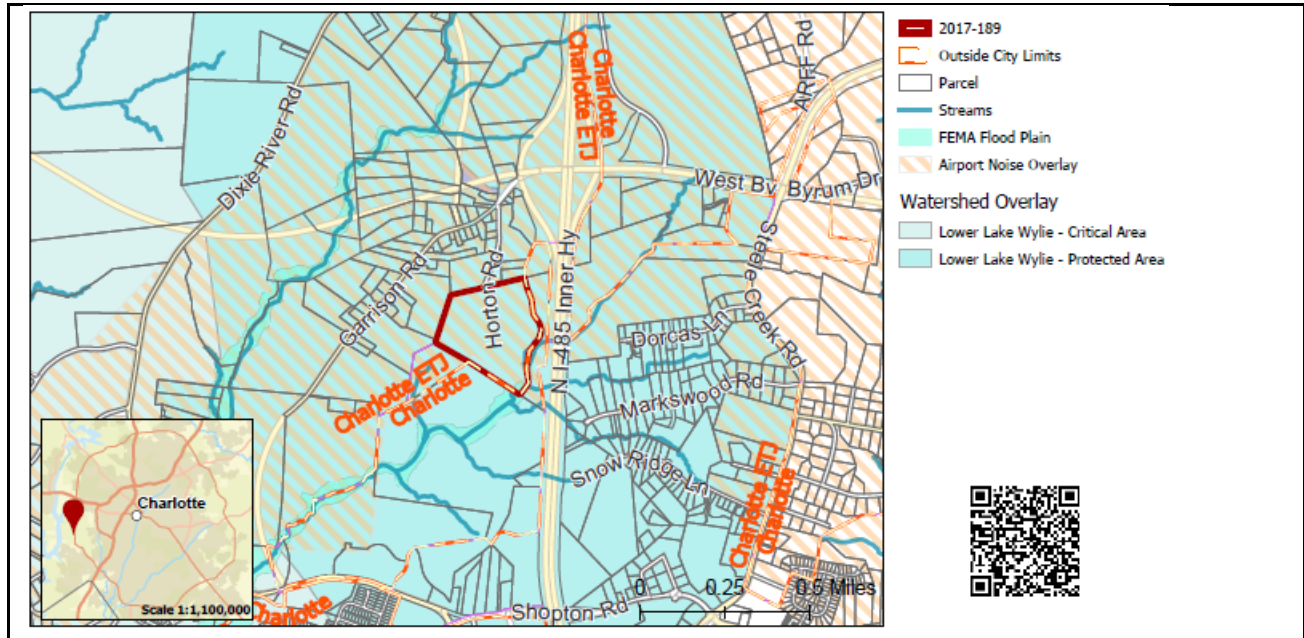 Charlotte
Charlotte ETJ
ARFF Rd
Dixie River Rd
West Bv
Byrum Dr
Steele Creek Rd
Garrison Rd
Horton Rd
N I-485 Inner Hy
Dorcas Ln
Charlotte ETJ
Charlotte
Markswood Rd
Snow Ridge Ln
Charlotte ETJ
Charlotte
Charlotte
Scale 1:1,100,000
Charlotte
Shopton Rd
0 0.25 0.5 Miles
2017-189
Outside City Limits
Parcel
Streams
FEMA Flood Plain
Airport Noise Overlay
Watershed Overlay
Lower Lake Wylie - Critical Area
Lower Lake Wylie - Protected Area